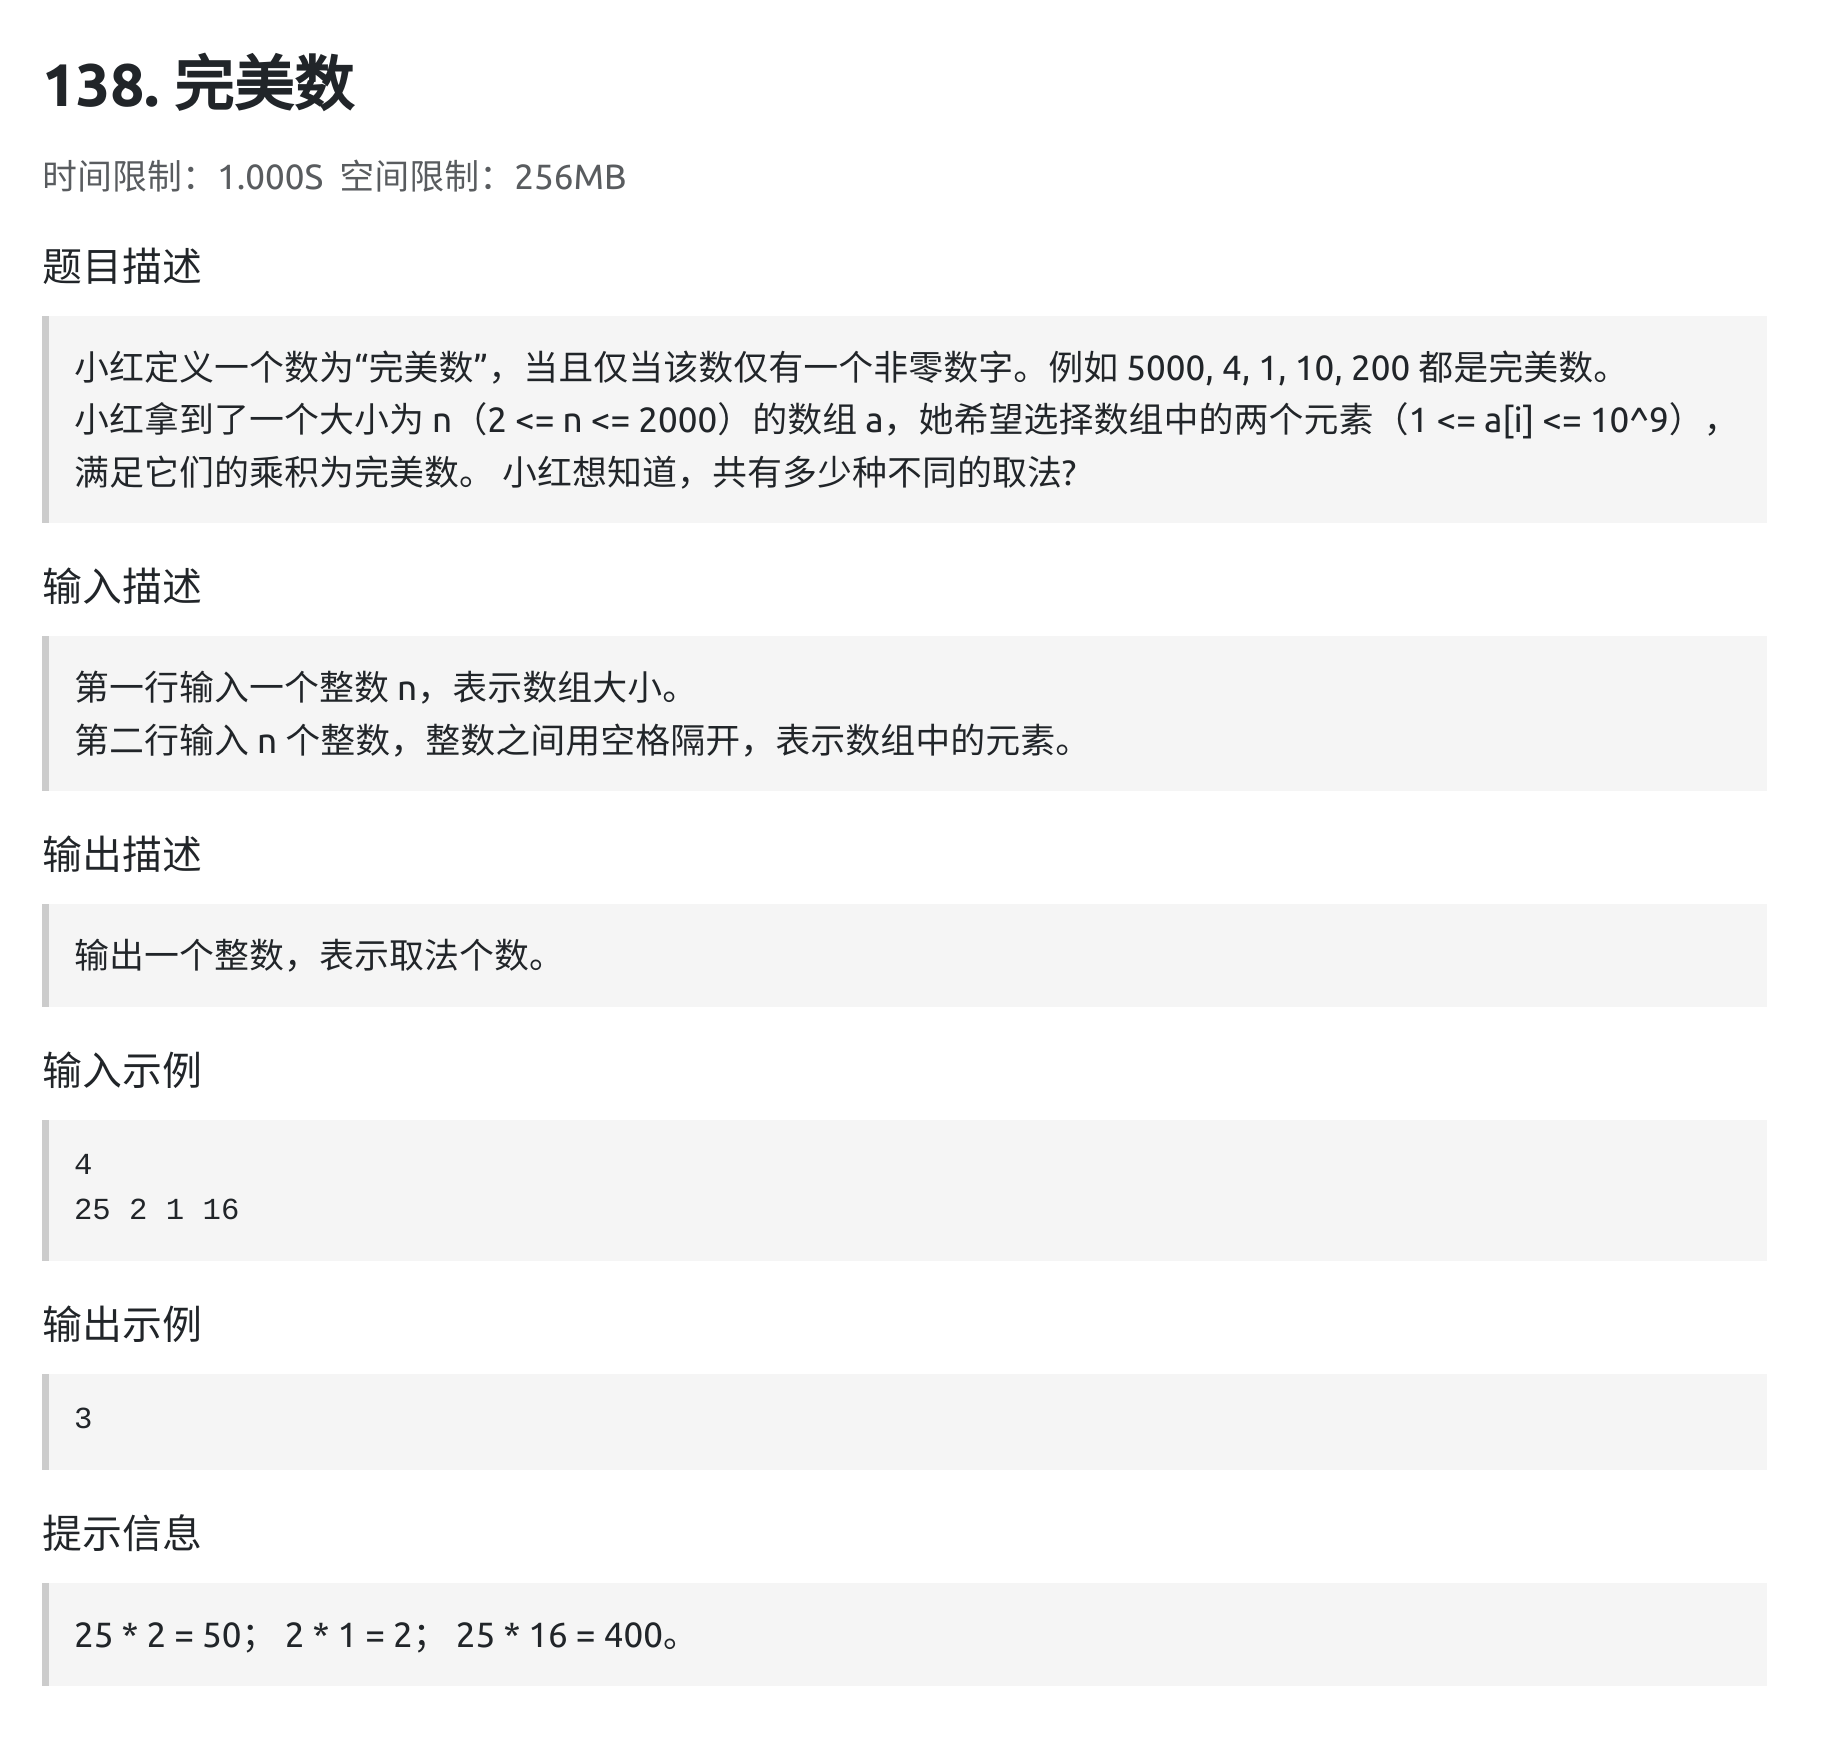 138. 完美数
时间限制：1.000S 空间限制：256MB
题目描述
小红定义一个数为“完美数”，当且仅当该数仅有一个非零数字。例如 5000, 4, 1, 10, 200 都是完美数。
小红拿到了一个大小为 n（2 <= n <= 2000）的数组 a，她希望选择数组中的两个元素（1 <= a[i] <= 10^9），
满足它们的乘积为完美数。 小红想知道，共有多少种不同的取法?
输入描述
第一行输入一个整数 n，表示数组大小。
第二行输入 n 个整数，整数之间用空格隔开，表示数组中的元素。
输出描述
输出一个整数，表示取法个数。
输入示例
4
25 2 1 16
输出示例
3
提示信息
25 * 2 = 50； 2 * 1 = 2； 25 * 16 = 400。